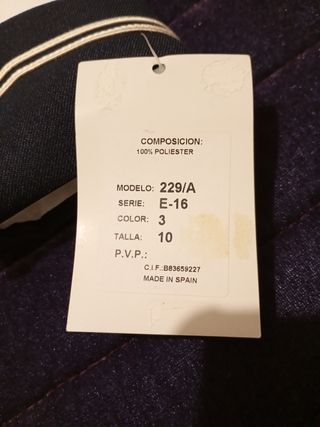 COMPOSICION:
100% POLIESTER
MODELO: 229/A
SERIE: E-16
COLOR: 3
TALLA: 10
P.V.P.:
C.I.F.:B83659227
MADE IN SPAIN